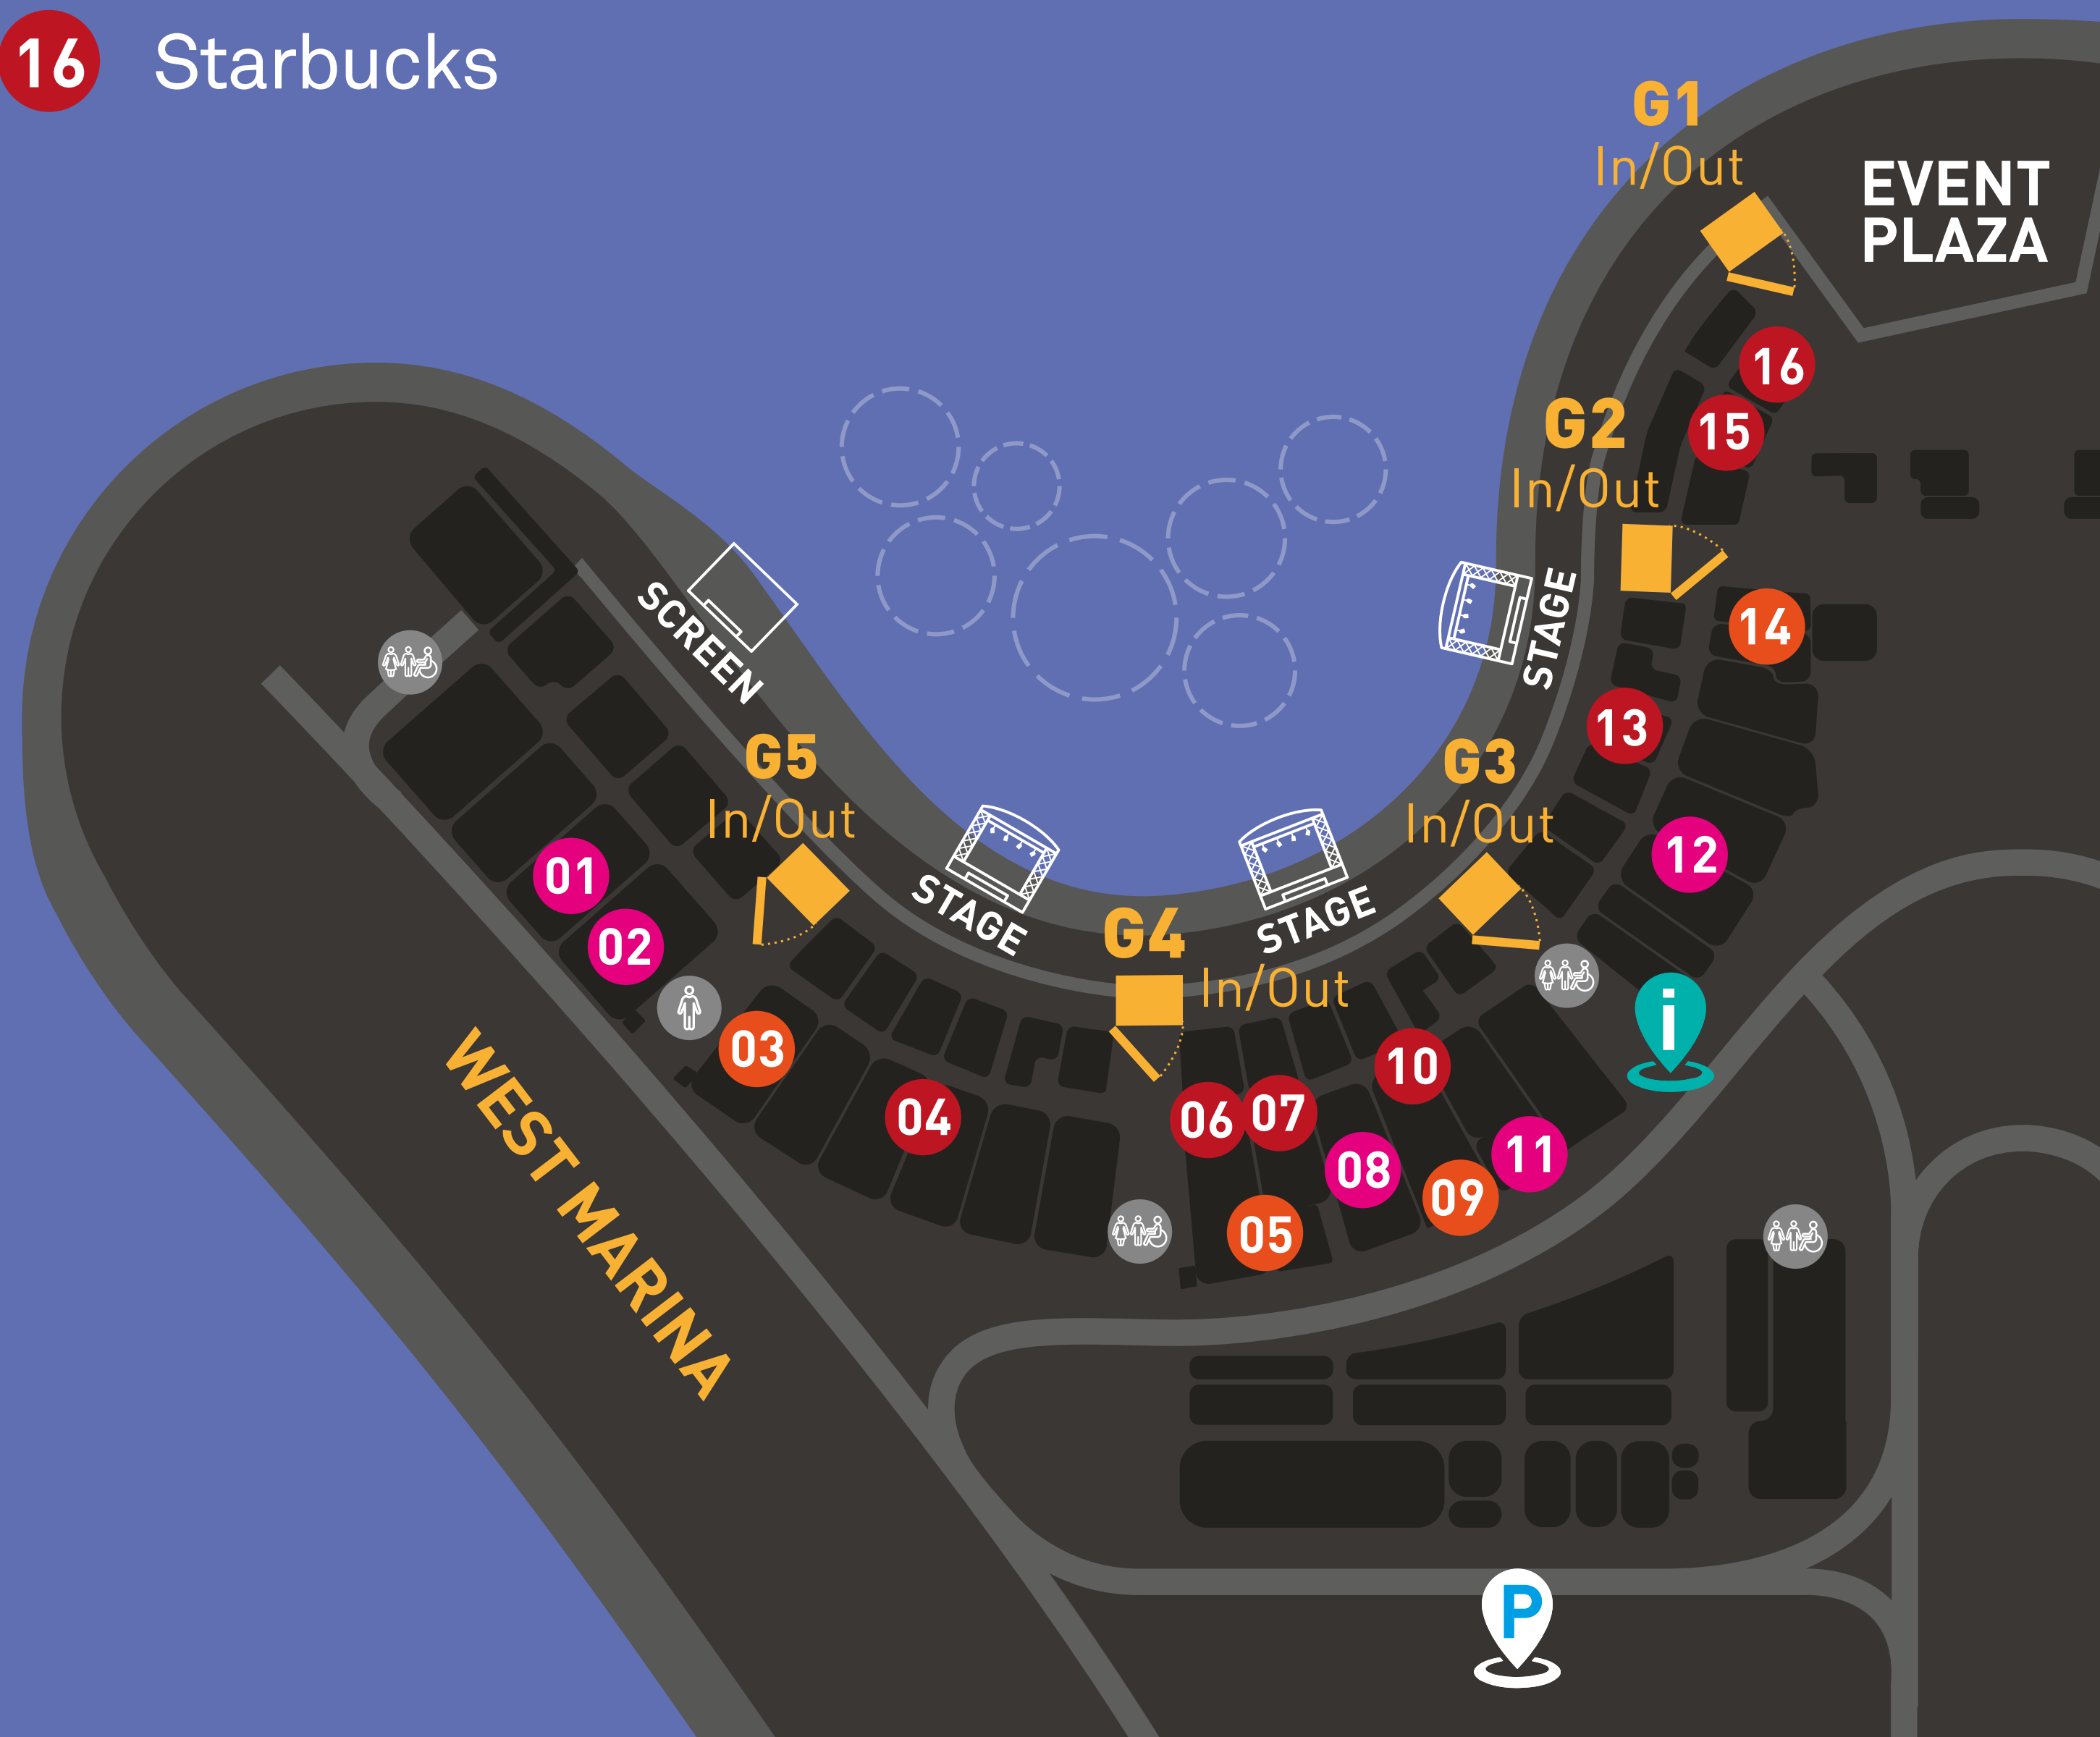 16 Starbucks
G1
In/Out
EVENT
PLAZA
16
15
G2
In/Out
14
STAGE
SCREEN
13
G5
In/Out
G3
In/Out
12
01
02
STAGE
STAGE
G4
In/Out
i
03
04
06
07
10
08
11
09
05
WEST MARINA
P